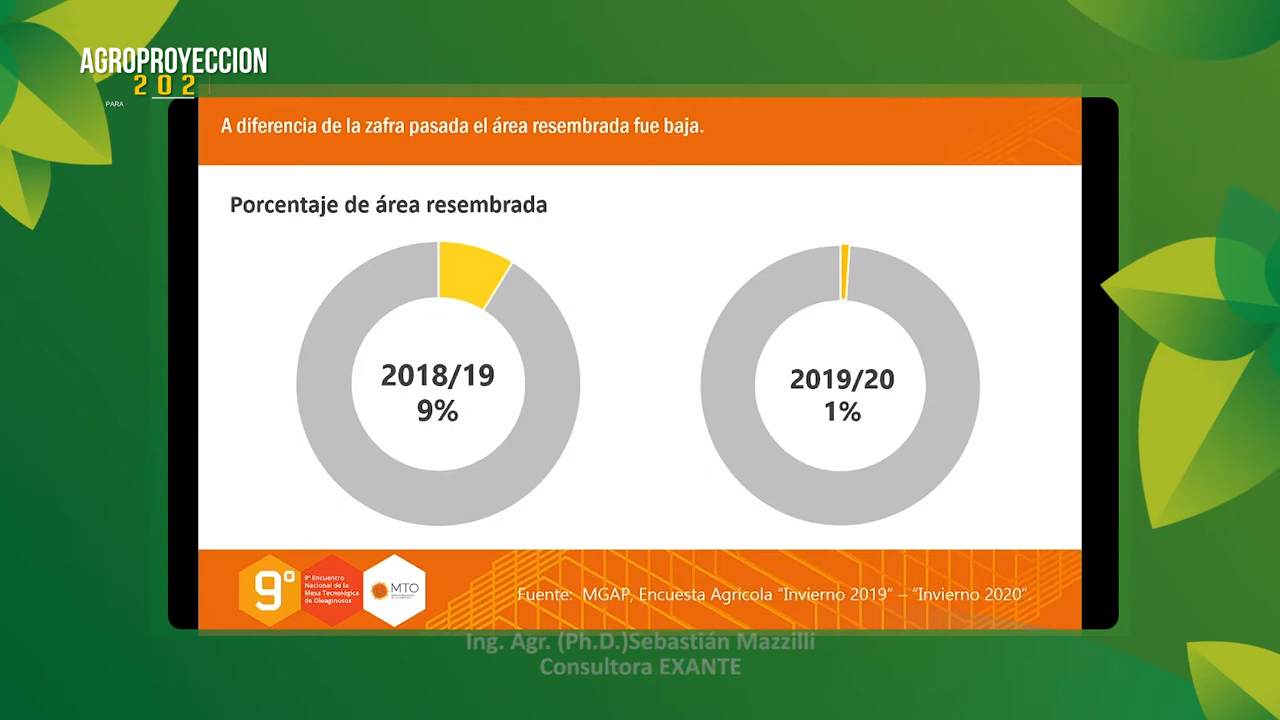 AGROPROYECCION
202
PARA
A diferencia de la zafra pasada el área resembrada fue baja.
Porcentaje de área resembrada
2018/19
9%
2019/20
1%
9º
9º Encuentro
Nacional de la
Mesa Tecnológica
de Oleaginosos
MTO
Fuente: MGAP, Encuesta Agrícola “Invierno 2019” – “Invierno 2020”.
Ing. Agr. (Ph.D.)Sebastián Mazzilli
Consultora EXANTE